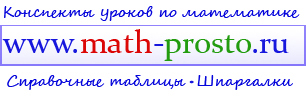 Конспекты уроков по математике
www.math-prosto.ru
Справочные таблицы · Шпаргалки